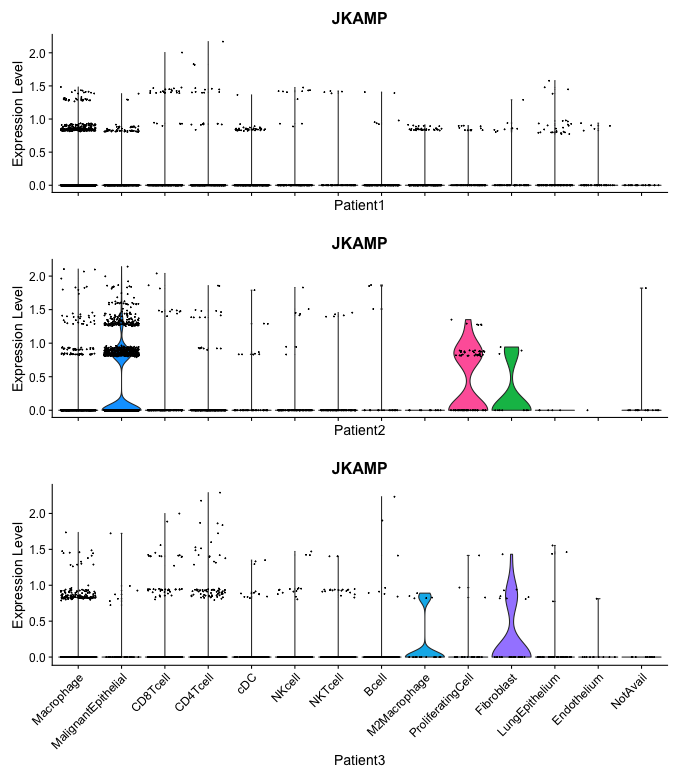 JKAMP
Expression Level
2.0
1.5
1.0
0.5
0.0
Patient1
JKAMP
Expression Level
2.0
1.5
1.0
0.5
0.0
Patient2
JKAMP
Expression Level
2.0
1.5
1.0
0.5
0.0
Macrophage
MalignantEpithelial
CD8Tcell
CD4Tcell
cDC
NKcell
NKTcell
Bcell
M2Macrophage
ProliferatingCell
Fibroblast
LungEpithelium
Endothelium
NotAvail
Patient3